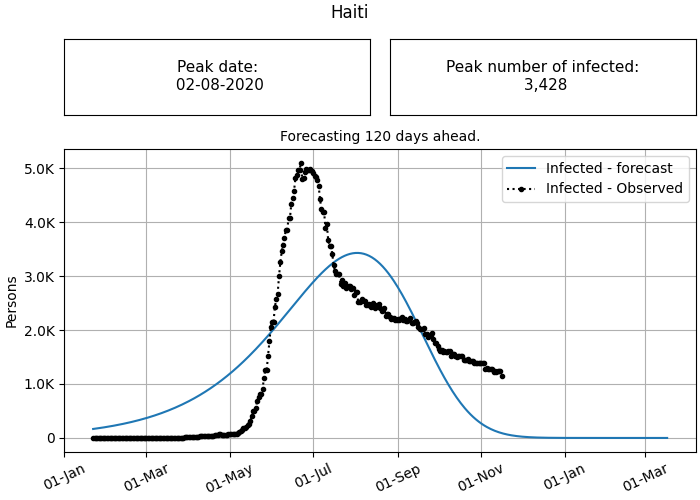 Haiti
Peak date:
02-08-2020
Peak number of infected:
3,428
Forecasting 120 days ahead.
Infected - forecast
Infected - Observed
5.0K
4.0K
3.0K
2.0K
1.0K
0
Persons
01-Jan
01-Mar
01-May
01-Jul
01-Sep
01-Nov
01-Jan
01-Mar